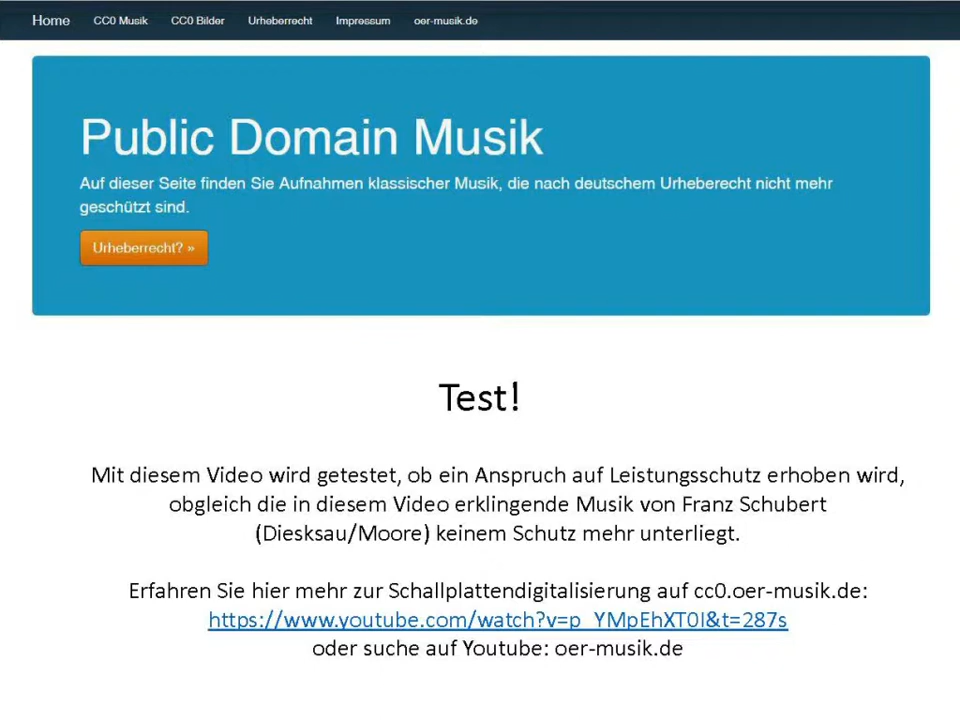 Home CC0 Musik CC0 Bilder Urheberrecht Impressum oer-musik.de
Public Domain Musik
Auf dieser Seite finden Sie Aufnahmen klassischer Musik, die nach deutschem Urheberecht nicht mehr
geschützt sind.
Urheberrecht? »
Test!
Mit diesem Video wird getestet, ob ein Anspruch auf Leistungsschutz erhoben wird,
obgleich die in diesem Video erklingende Musik von Franz Schubert
(Diesksau/Moore) keinem Schutz mehr unterliegt.
Erfahren Sie hier mehr zur Schallplattendigitalisierung auf cc0.oer-musik.de:
https://www.youtube.com/watch?v=p_YMpEhXT0I&t=287s
oder suche auf Youtube: oer-musik.de